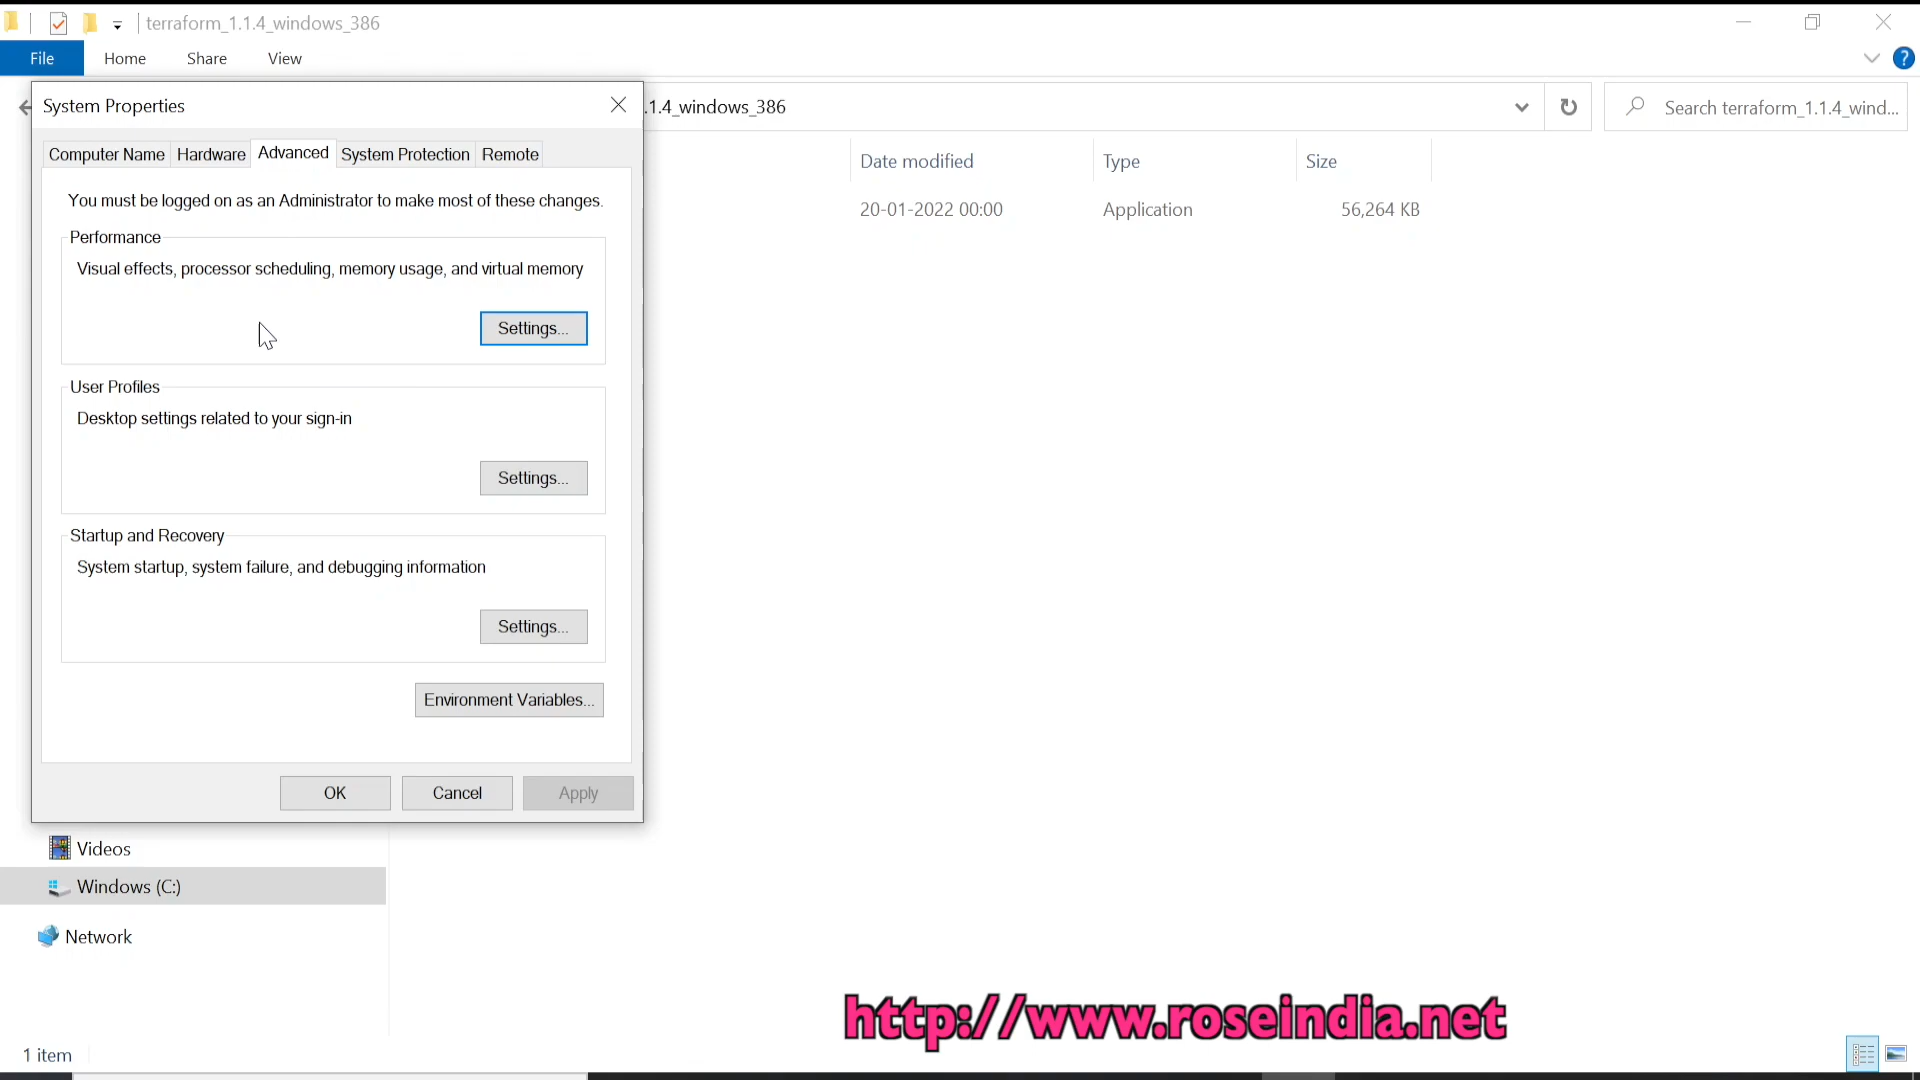 terraform_1.1.4_windows_386
File Home Share View
?
System Properties
.1.4_windows_386
Search terraform_1.1.4_wind...
Computer Name Hardware Advanced System Protection Remote
Date modified Type Size
You must be logged on as an Administrator to make most of these changes.
20-01-2022 00:00 Application 56,264 KB
Performance
Visual effects, processor scheduling, memory usage, and virtual memory
Settings...
User Profiles
Desktop settings related to your sign-in
Settings...
Startup and Recovery
System startup, system failure, and debugging information
Settings...
Environment Variables...
OK Cancel Apply
Videos
Windows (C:)
Network
http://www.roseindia.net
1 item